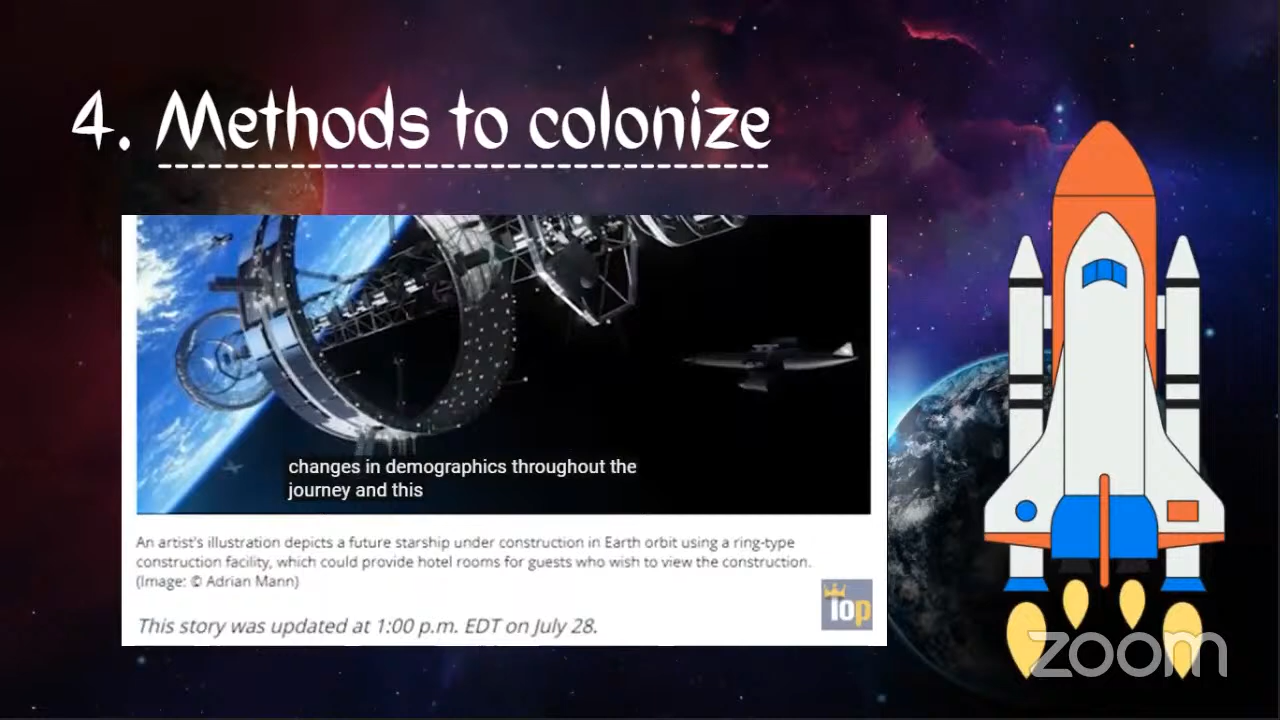 4. Methods to colonize
changes in demographics throughout the
journey and this
An artist's illustration depicts a future starship under construction in Earth orbit using a ring-type
construction facility, which could provide hotel rooms for guests who wish to view the construction.
(Image: © Adrian Mann)
iop
This story was updated at 1:00 p.m. EDT on July 28.
zoom